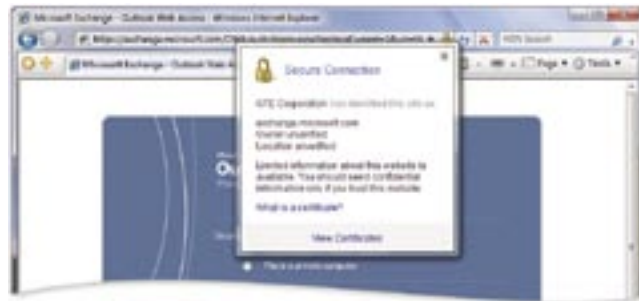 Microsoft Exchange - Outlook Web Access - Windows Internet Explorer
MSN Search
Microsoft Exchange - Outlook Web A
Page
Tools
Secure Connection
GTE Corporation has identified this site as:
exchange.microsoft.com
Owner unverified
Location unverified
Limited information about this website is
available. You should send confidential
information only if you trust this website.
What is a certificate?
View Certificates
Ou
This is a private computer